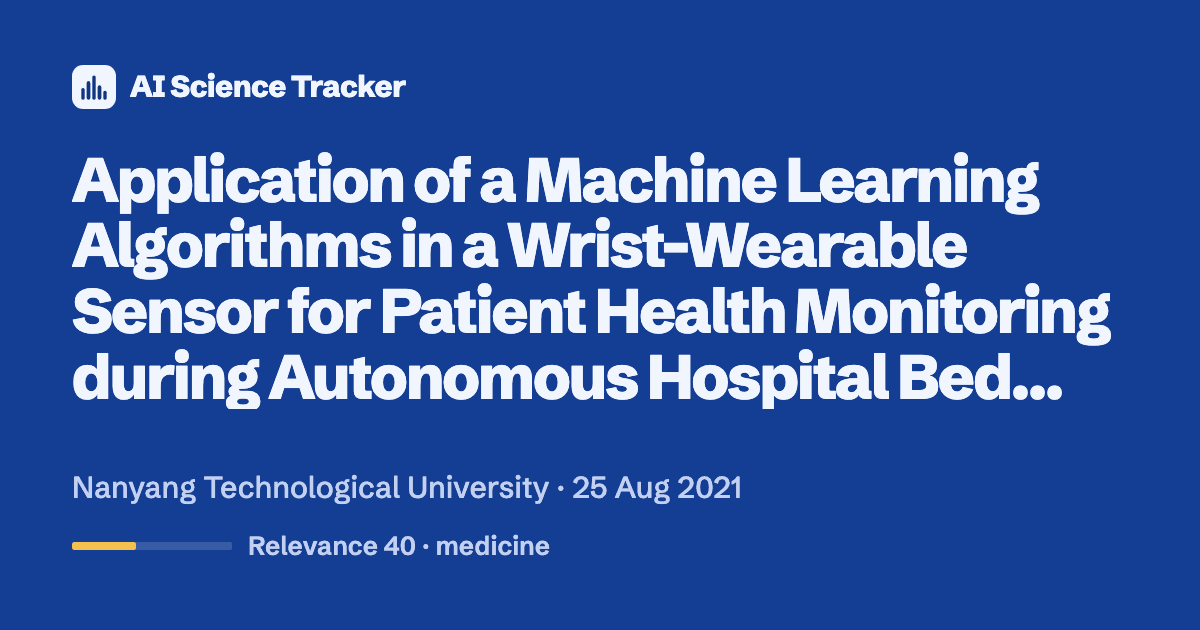 AI Science Tracker
Application of a Machine Learning
Algorithms in a Wrist-Wearable
Sensor for Patient Health Monitoring
during Autonomous Hospital Bed...
Nanyang Technological University · 25 Aug 2021
Relevance 40 · medicine